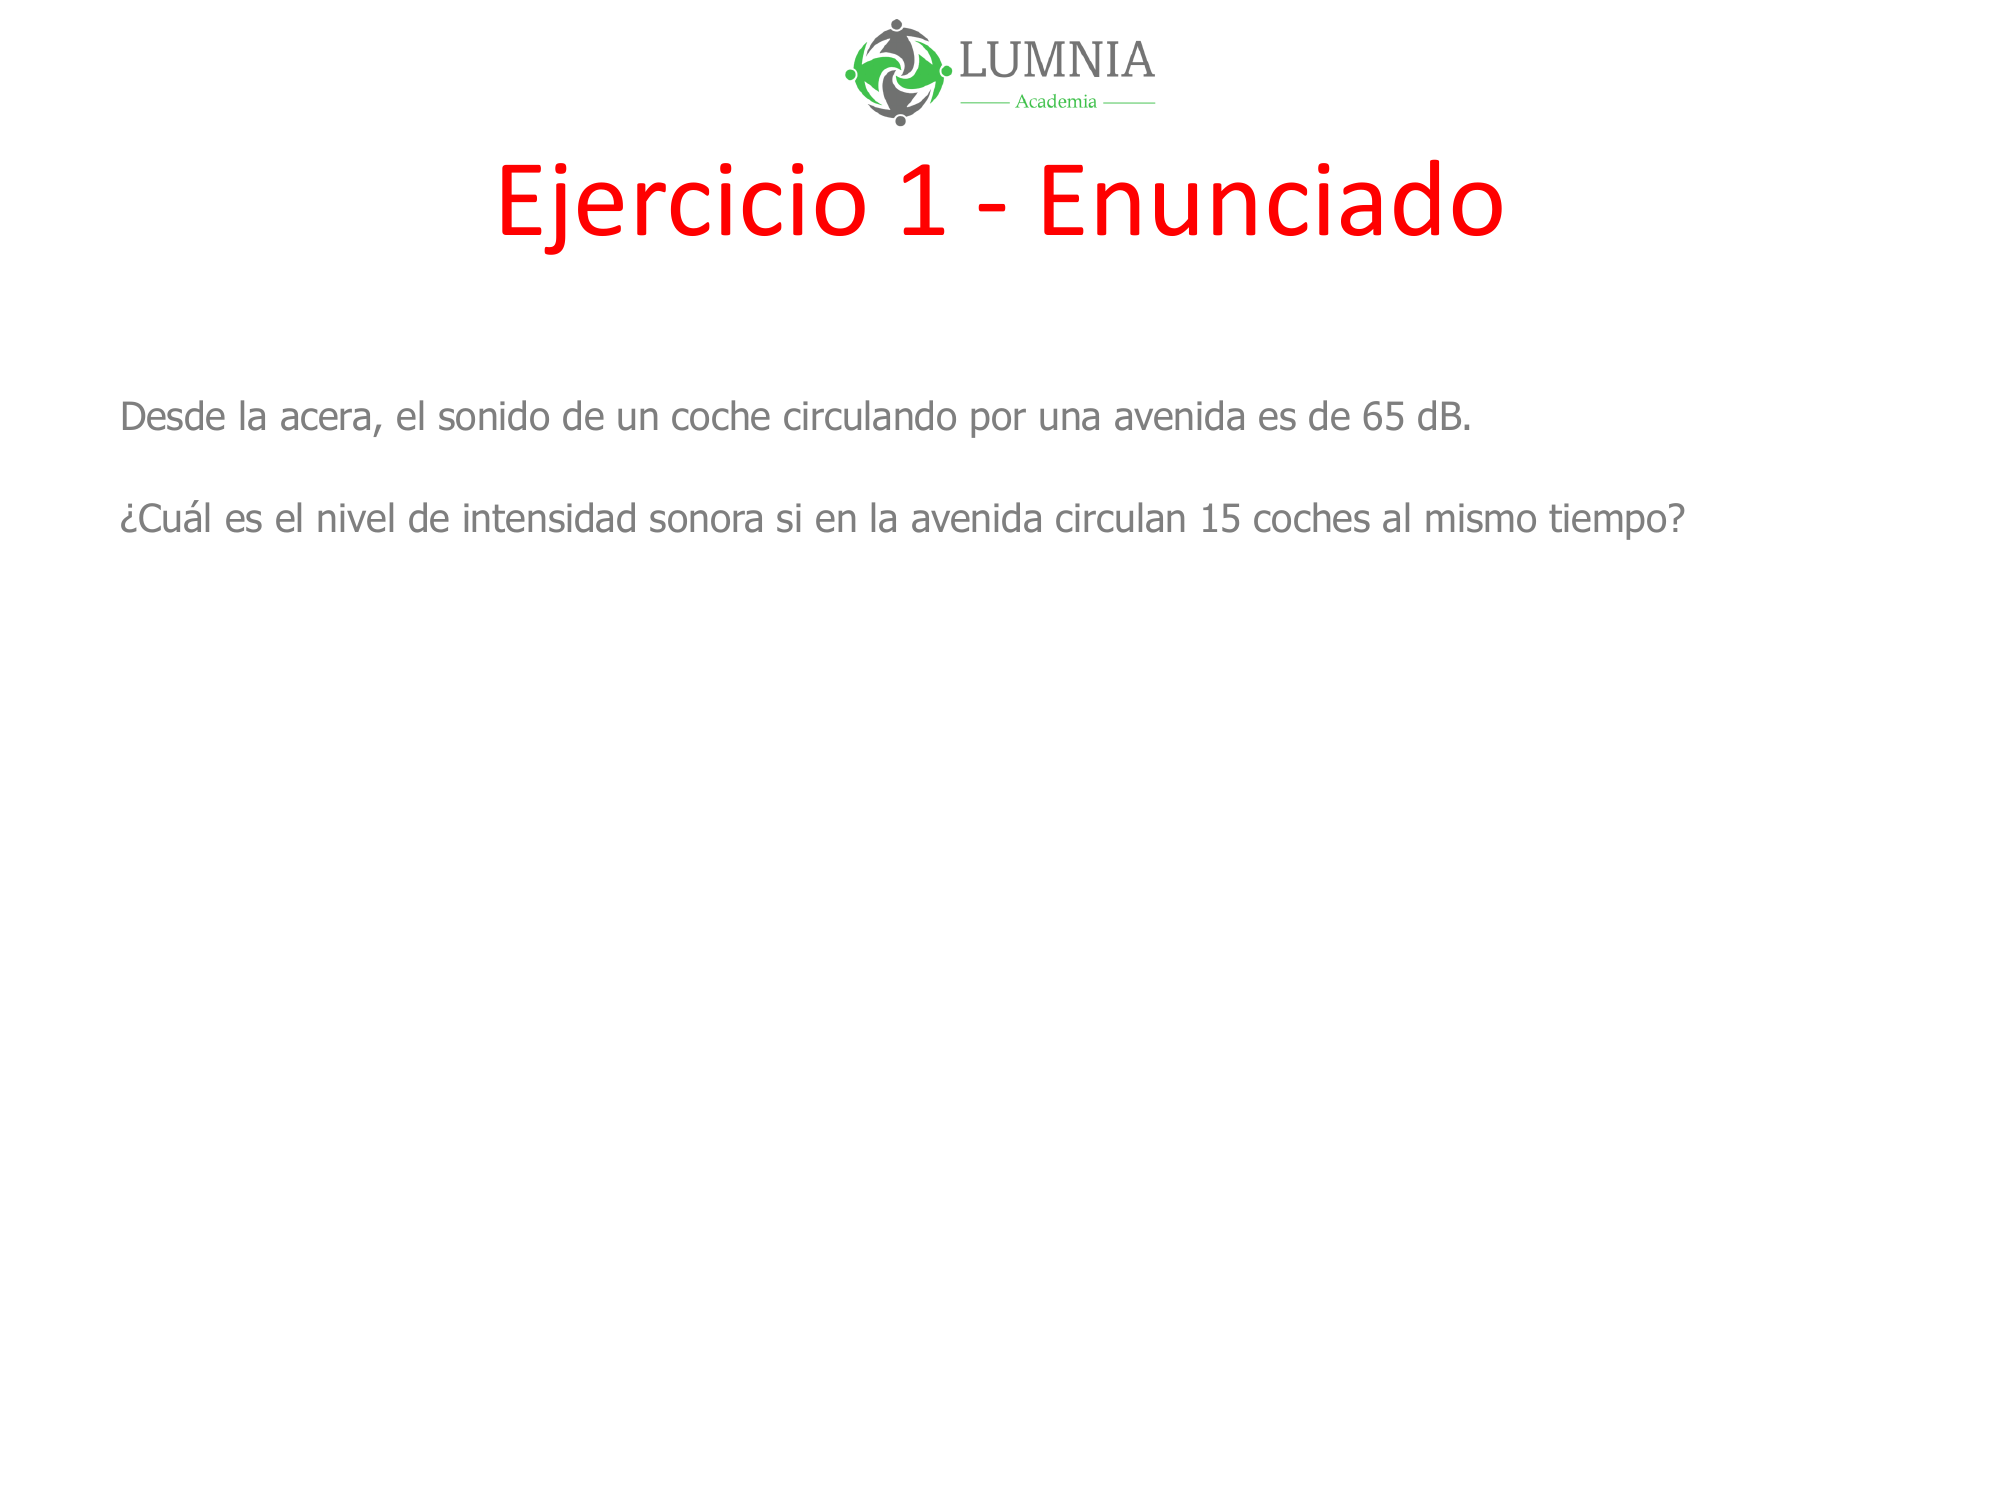 LUMNIA
Academia
Ejercicio 1 - Enunciado
Desde la acera, el sonido de un coche circulando por una avenida es de 65 dB.
¿Cuál es el nivel de intensidad sonora si en la avenida circulan 15 coches al mismo tiempo?